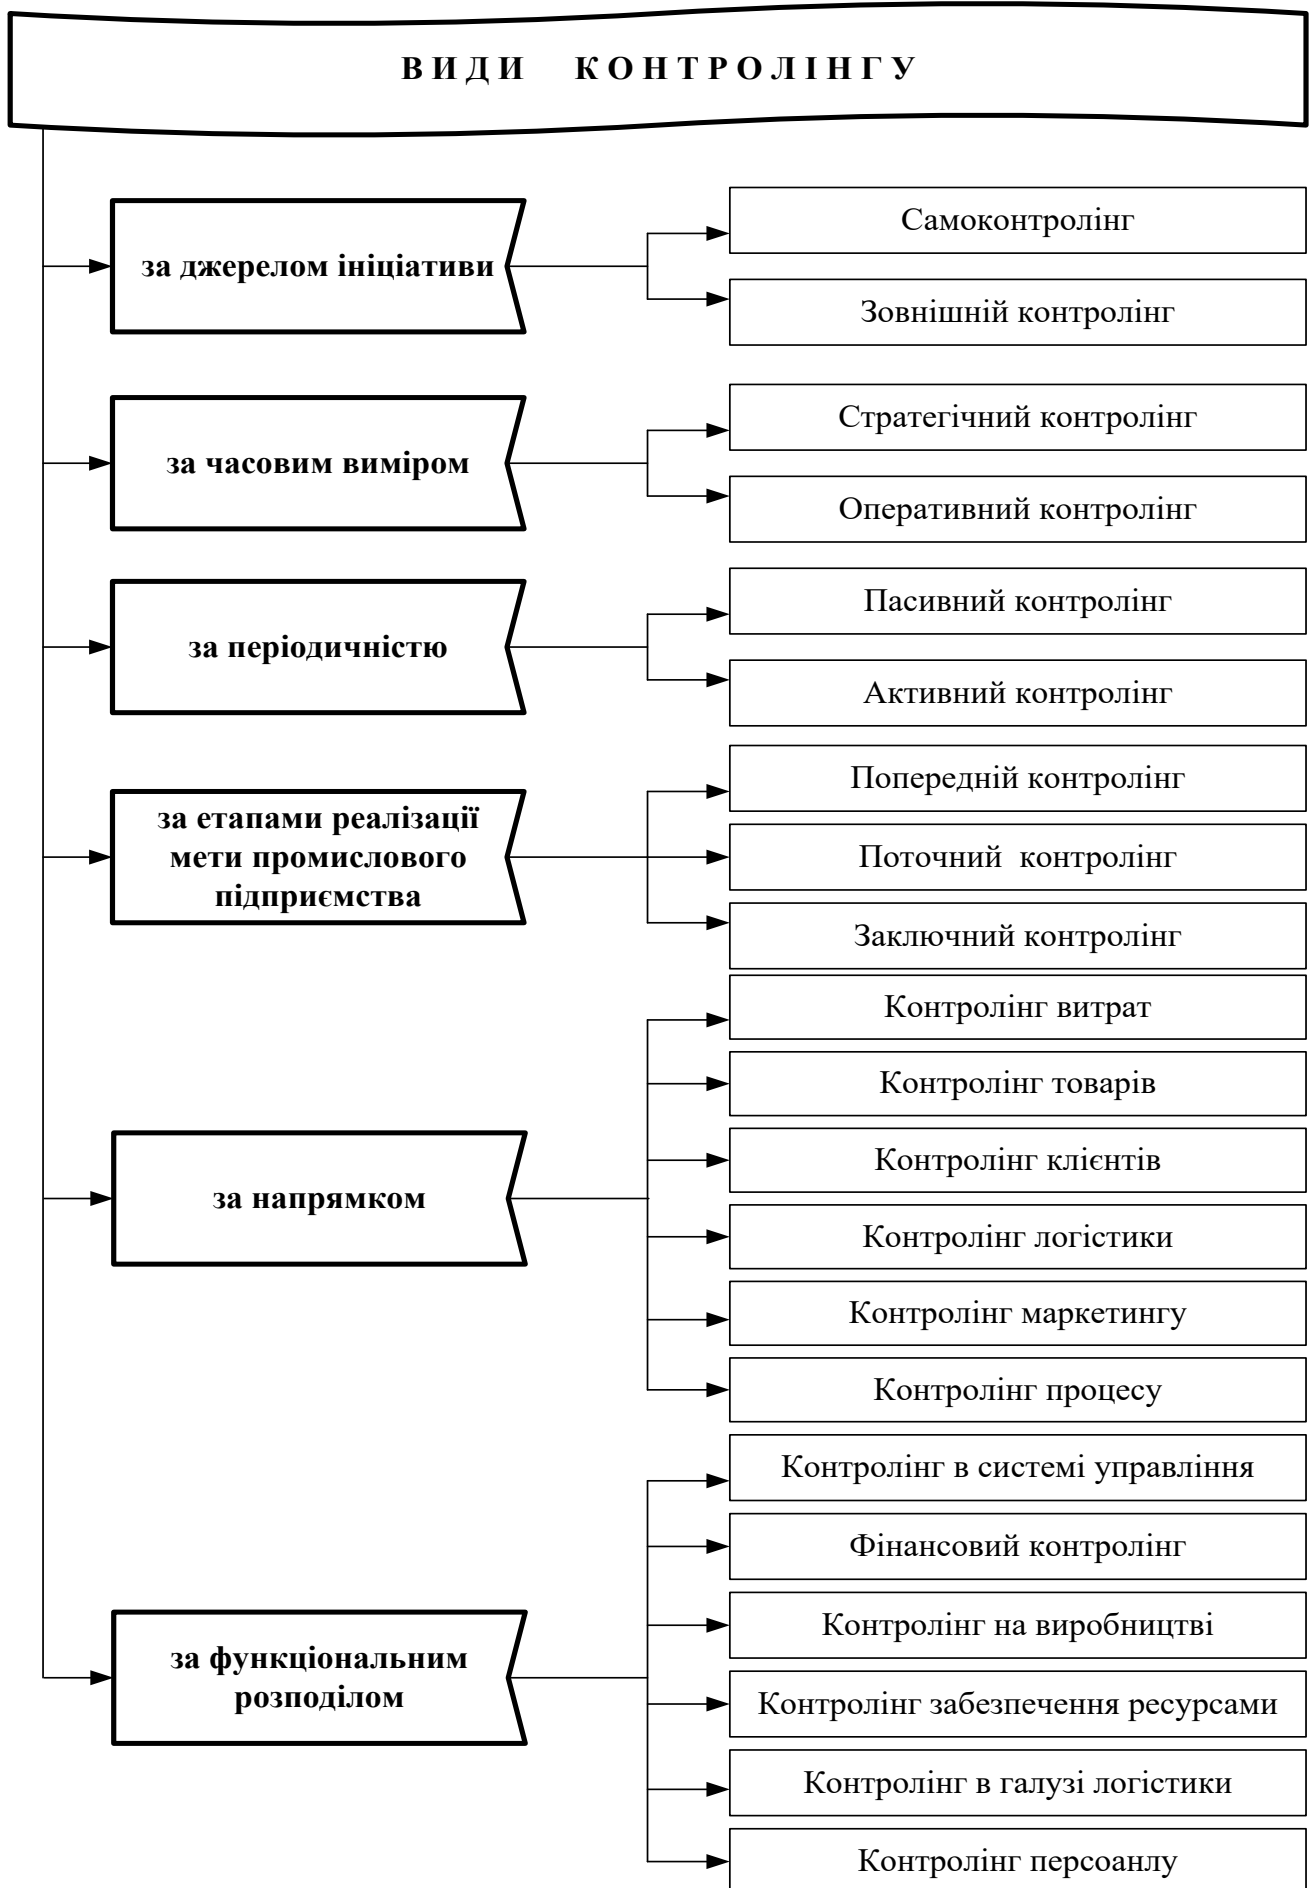 ВИДИ КОНТРОЛІНГУ
за джерелом ініціативи
Самоконтролінг
Зовнішній контролінг
за часовим виміром
Стратегічний контролінг
Оперативний контролінг
за періодичністю
Пасивний контролінг
Активний контролінг
за етапами реалізації
мети промислового
підприємства
Попередній контролінг
Поточний контролінг
Заключний контролінг
за напрямком
Контролінг витрат
Контролінг товарів
Контролінг клієнтів
Контролінг логістики
Контролінг маркетингу
Контролінг процесу
за функціональним
розподілом
Контролінг в системі управління
Фінансовий контролінг
Контролінг на виробництві
Контролінг забезпечення ресурсами
Контролінг в галузі логістики
Контролінг персоанлу